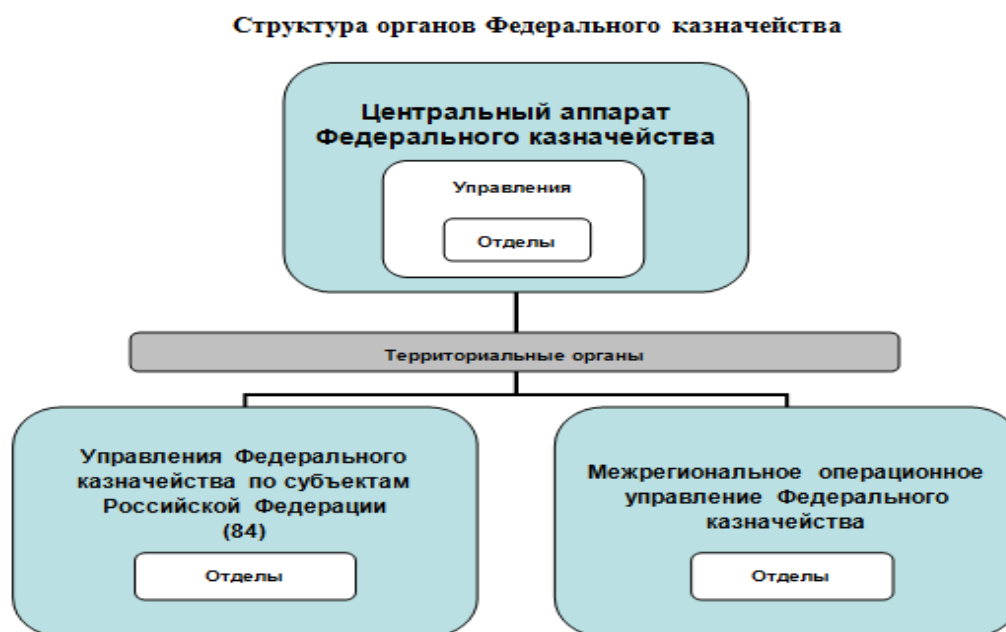 Структура органов Федерального казначейства
Центральный аппарат
Федерального казначейства
Управления
Отделы
Территориальные органы
Управления Федерального
казначейства по субъектам
Российской Федерации
(84)
Отделы
Межрегиональное операционное
управление Федерального
казначейства
Отделы